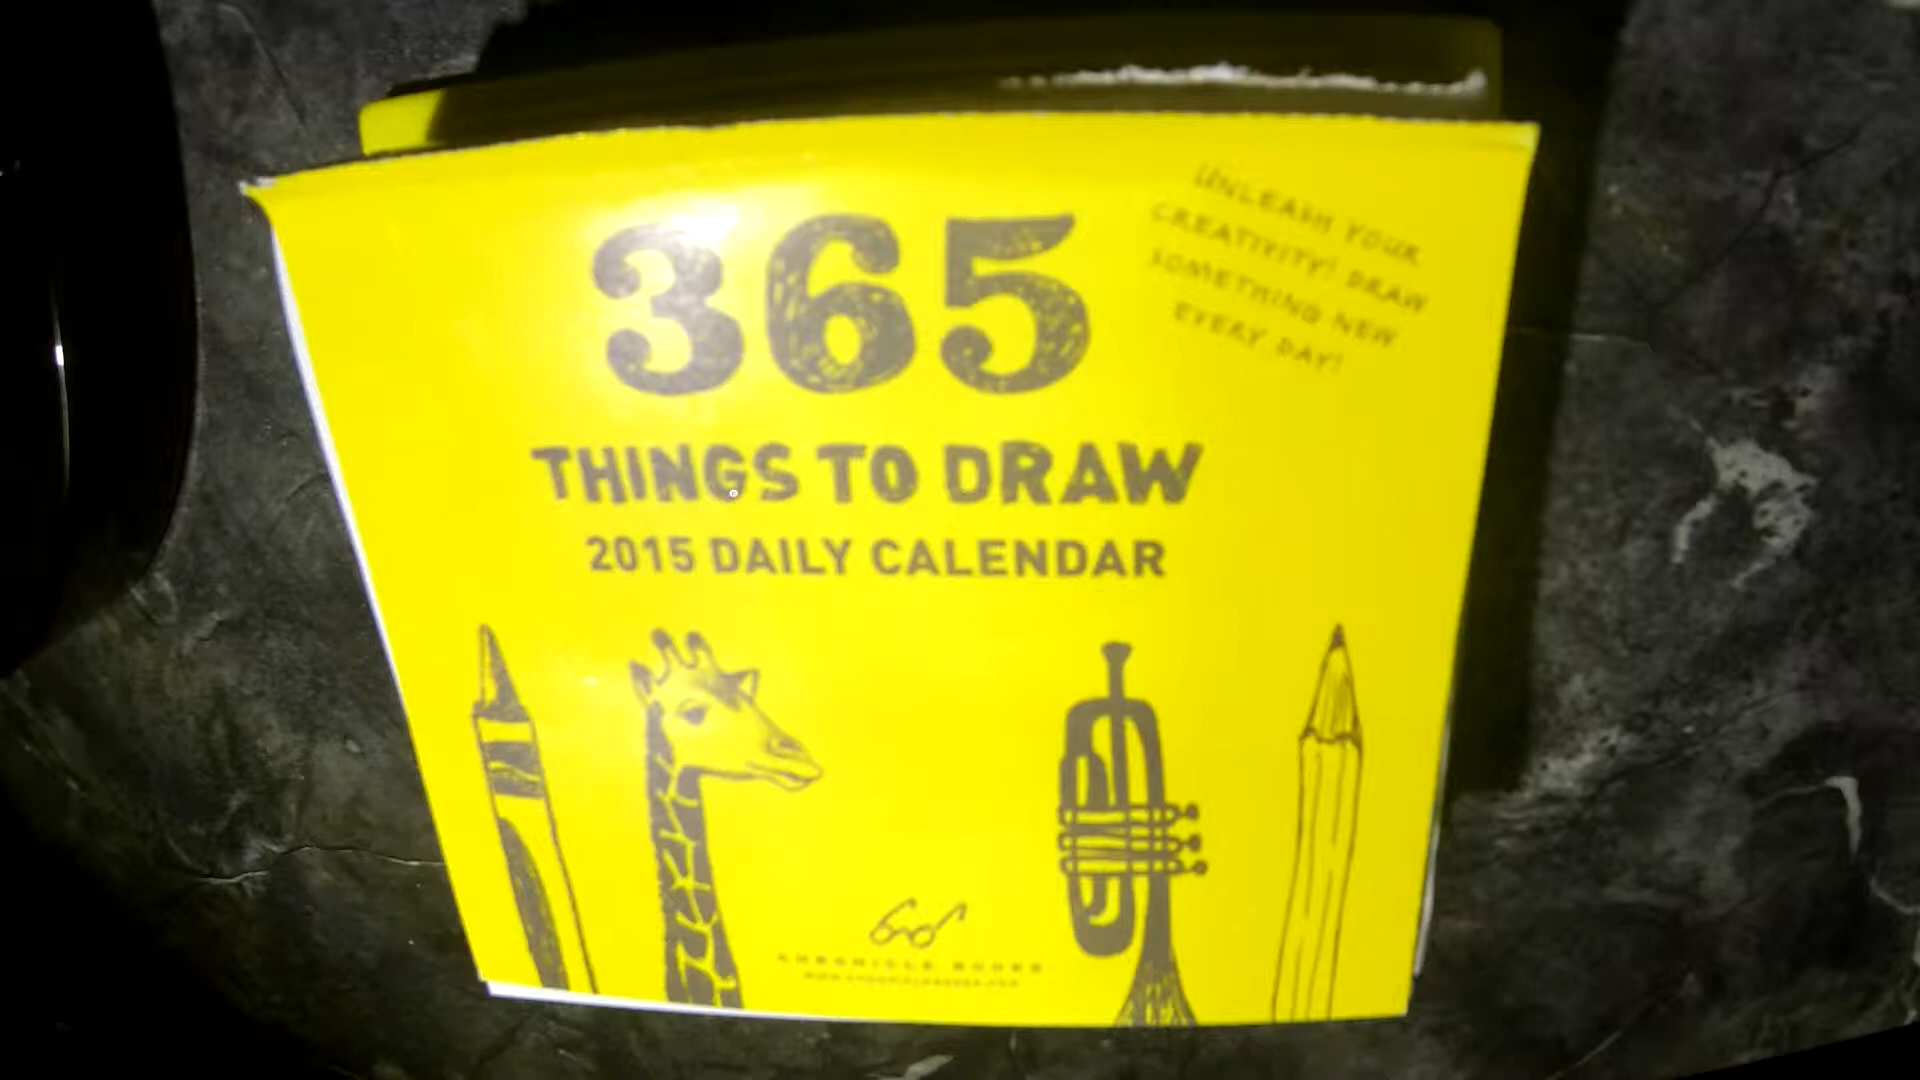 365
UNLEASH YOUR
CREATIVITY! DRAW
SOMETHING NEW
EVERY DAY!
THINGS TO DRAW
2015 DAILY CALENDAR
CHRONICLE BOOKS